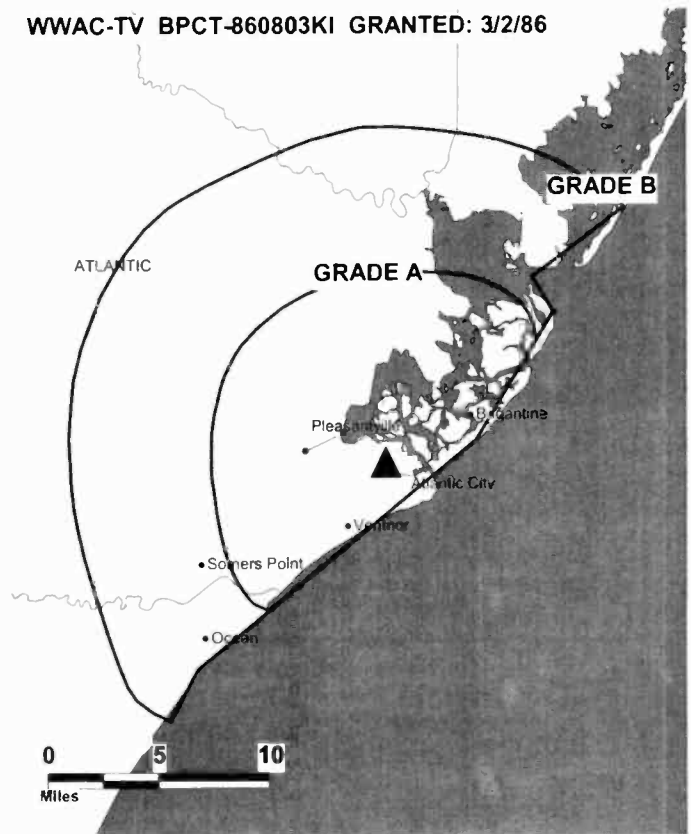 WWAC-TV BPCT-860803KI GRANTED: 3/2/86
GRADE B
ATLANTIC
GRADE A
Brigantine
Pleasantville
Atlantic City
Ventnor
Somers Point
Ocean
0 5 10
Miles